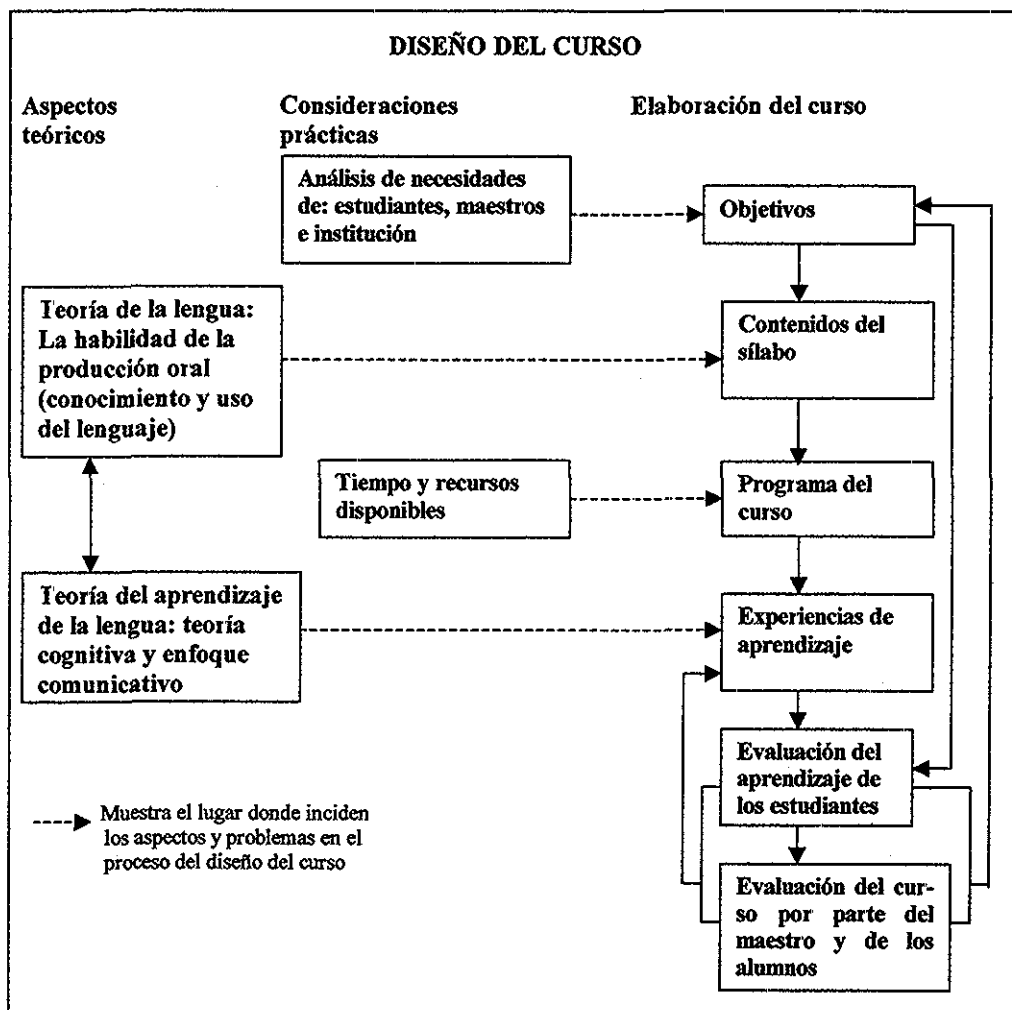 DISEÑO DEL CURSO
Aspectos
teóricos
Consideraciones
prácticas
Elaboración del curso
Análisis de necesidades
de: estudiantes, maestros
e institución
Objetivos
Teoría de la lengua:
La habilidad de la
producción oral
(conocimiento y uso
del lenguaje)
Contenidos del
sílabo
Tiempo y recursos
disponibles
Programa del
curso
Teoría del aprendizaje
de la lengua: teoría
cognitiva y enfoque
comunicativo
Experiencias de
aprendizaje
Evaluación del
aprendizaje de
los estudiantes
Muestra el lugar donde inciden
los aspectos y problemas en el
proceso del diseño del curso
Evaluación del cur-
so por parte del
maestro y de los
alumnos